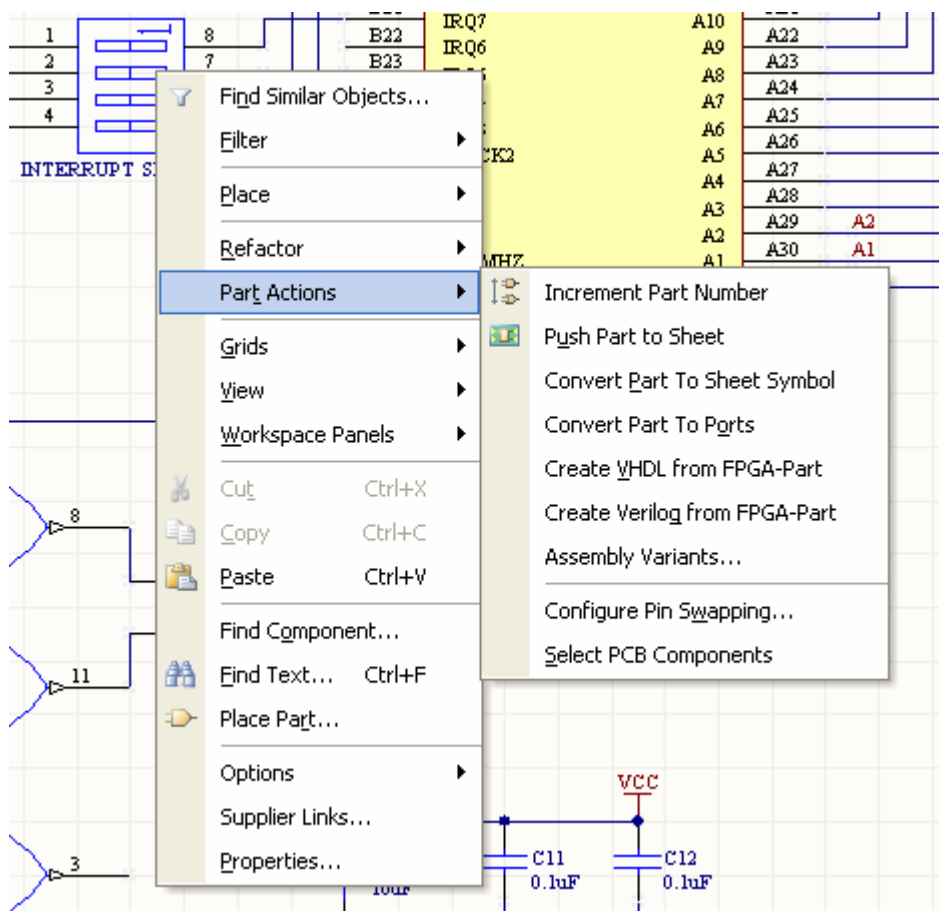 1
2
3
4
8
7
INTERRUPT S
B22
B23
IRQ7
IRQ6
CK2
MHZ
A10
A9
A8
A7
A6
A5
A4
A3
A2
A1
A22
A23
A24
A25
A26
A27
A28
A29
A30
A2
A1
Find Similar Objects...
Filter
Place
Refactor
Part Actions
Grids
View
Workspace Panels
Cut Ctrl+X
Copy Ctrl+C
Paste Ctrl+V
Find Component...
Find Text... Ctrl+F
Place Part...
Options
Supplier Links...
Properties...
Increment Part Number
Push Part to Sheet
Convert Part To Sheet Symbol
Convert Part To Ports
Create VHDL from FPGA-Part
Create Verilog from FPGA-Part
Assembly Variants...
Configure Pin Swapping...
Select PCB Components
8
11
3
VCC
C11
0.1uF
C12
0.1uF
10uF